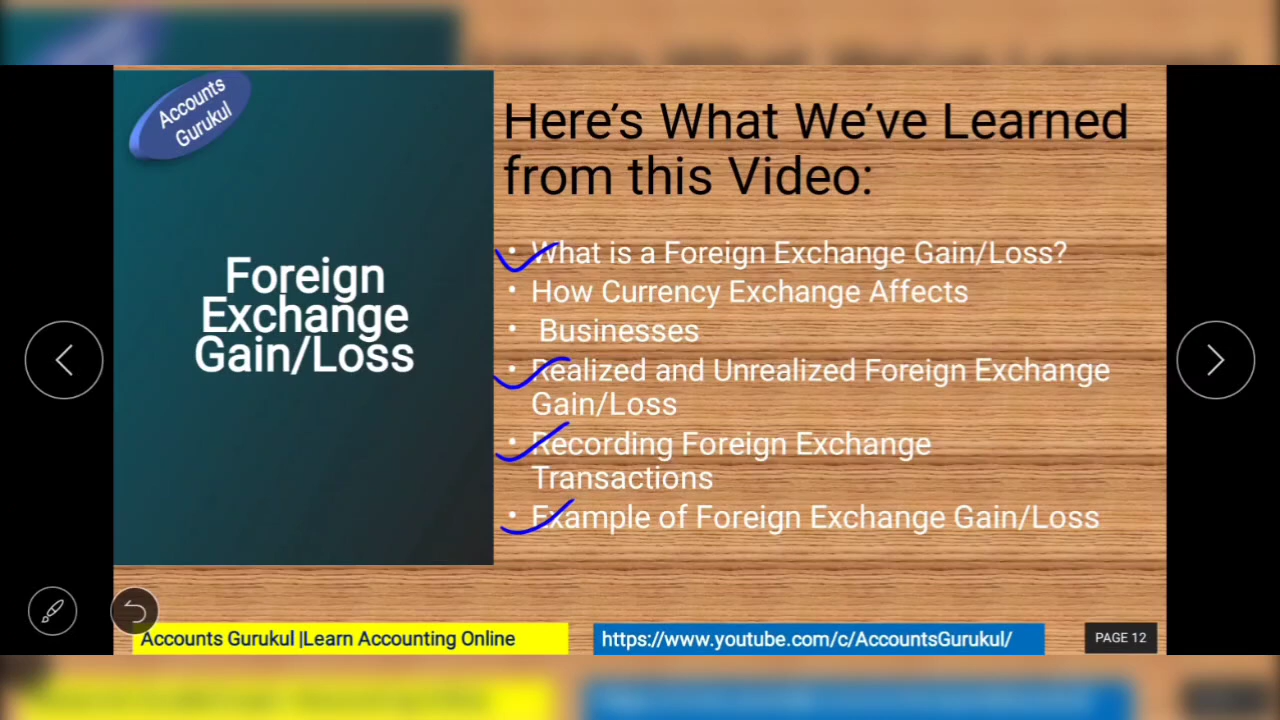 Accounts
Gurukul
Foreign
Exchange
Gain/Loss
Here’s What We’ve Learned
from this Video:
• What is a Foreign Exchange Gain/Loss?
• How Currency Exchange Affects
• Businesses
• Realized and Unrealized Foreign Exchange
Gain/Loss
• Recording Foreign Exchange
Transactions
• Example of Foreign Exchange Gain/Loss
Accounts Gurukul |Learn Accounting Online
https://www.youtube.com/c/AccountsGurukul/
PAGE 12